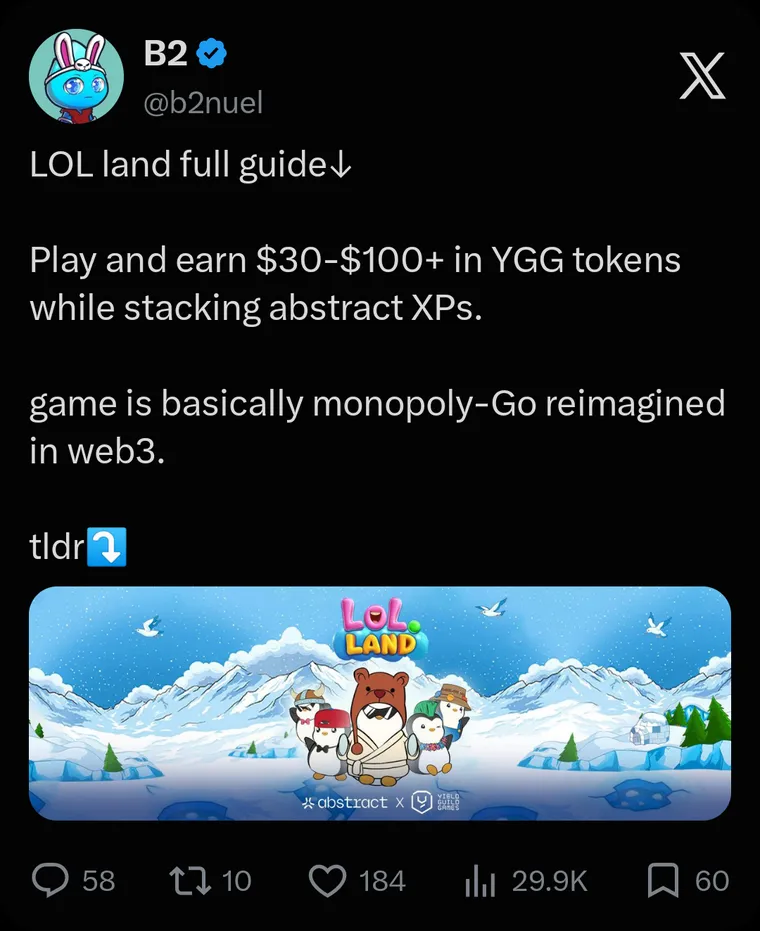 B2
@b2nuel
LOL land full guide↓
Play and earn $30-$100+ in YGG tokens
while stacking abstract XPs.
game is basically monopoly-Go reimagined
in web3.
tldr⤵️
LOL
LAND
abstract X YIELD
GUILD
GAMES
58 10 184 29.9K 60